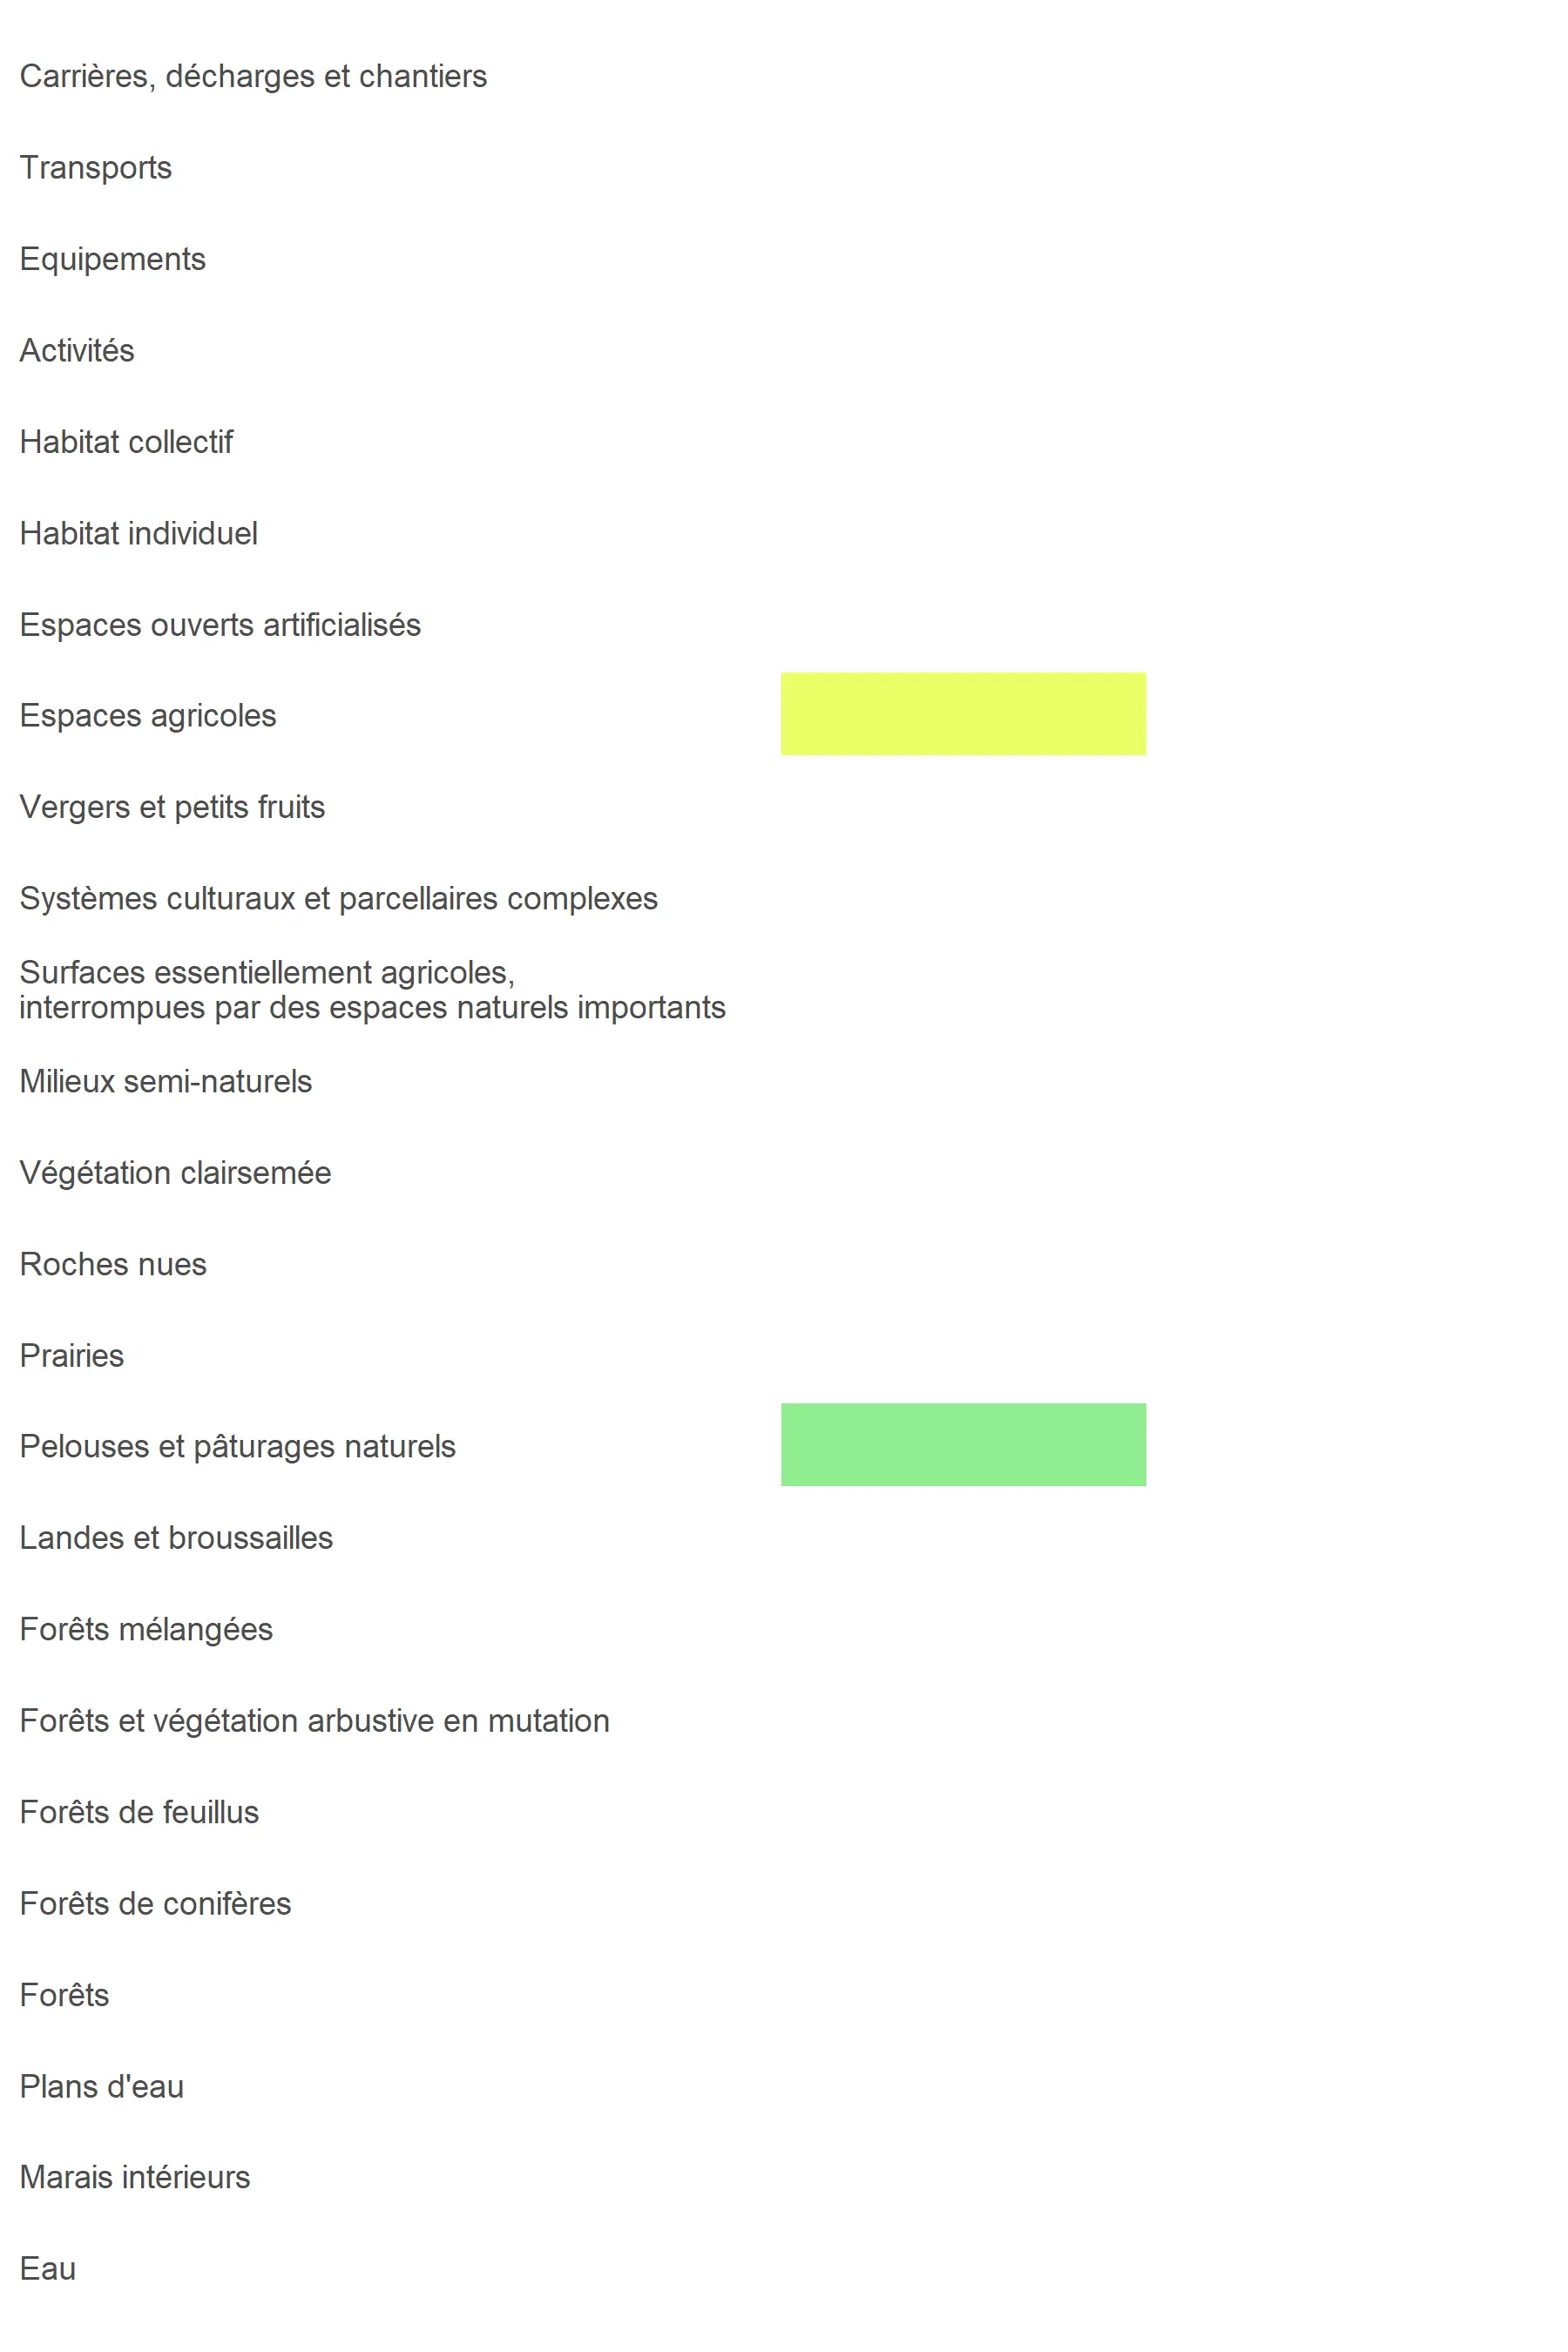 Carrières, décharges et chantiers
Transports
Equipements
Activités
Habitat collectif
Habitat individuel
Espaces ouverts artificialisés
Espaces agricoles
Vergers et petits fruits
Systèmes culturaux et parcellaires complexes
Surfaces essentiellement agricoles,
interrompues par des espaces naturels importants
Milieux semi-naturels
Végétation clairsemée
Roches nues
Prairies
Pelouses et pâturages naturels
Landes et broussailles
Forêts mélangées
Forêts et végétation arbustive en mutation
Forêts de feuillus
Forêts de conifères
Forêts
Plans d'eau
Marais intérieurs
Eau